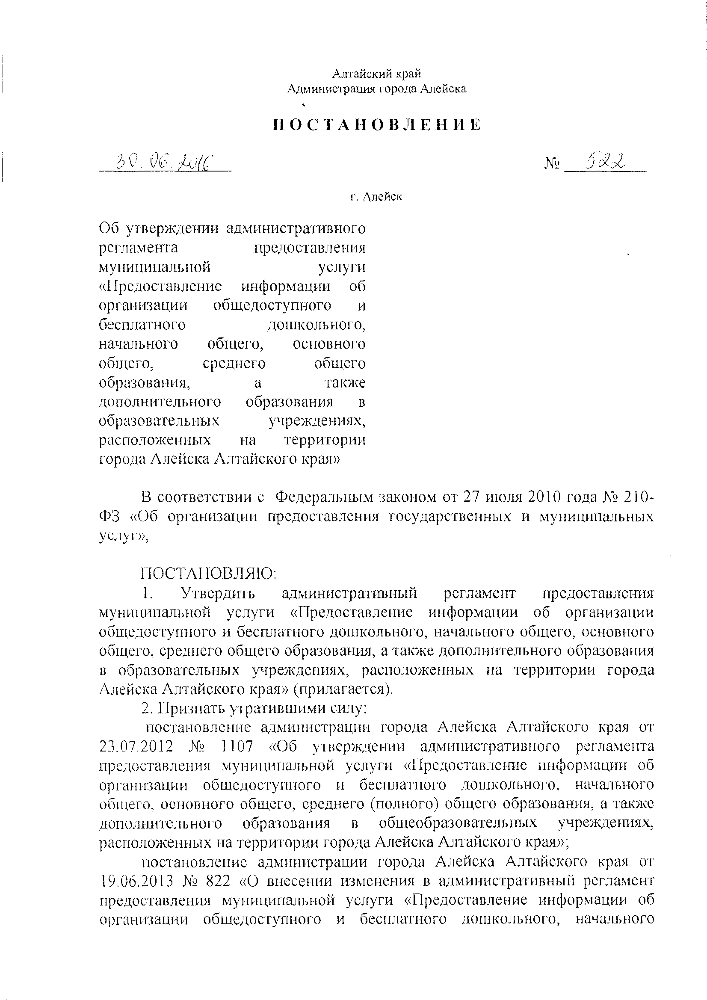 Алтайский край
Администрация города Алейска
ПОСТАНОВЛЕНИЕ
30.06.2016 № 522
г. Алейск
Об утверждении административного
регламента предоставления
муниципальной услуги
«Предоставление информации об
организации общедоступного и
бесплатного дошкольного,
начального общего, основного
общего, среднего общего
образования, а также
дополнительного образования в
образовательных учреждениях,
расположенных на территории
города Алейска Алтайского края»
В соответствии с Федеральным законом от 27 июля 2010 года № 210-
ФЗ «Об организации предоставления государственных и муниципальных
услуг»,
ПОСТАНОВЛЯЮ:
1. Утвердить административный регламент предоставления
муниципальной услуги «Предоставление информации об организации
общедоступного и бесплатного дошкольного, начального общего, основного
общего, среднего общего образования, а также дополнительного образования
в образовательных учреждениях, расположенных на территории города
Алейска Алтайского края» (прилагается).
2. Признать утратившими силу:
постановление администрации города Алейска Алтайского края от
23.07.2012 № 1107 «Об утверждении административного регламента
предоставления муниципальной услуги «Предоставление информации об
организации общедоступного и бесплатного дошкольного, начального
общего, основного общего, среднего (полного) общего образования, а также
дополнительного образования в общеобразовательных учреждениях,
расположенных на территории города Алейска Алтайского края»;
постановление администрации города Алейска Алтайского края от
19.06.2013 № 822 «О внесении изменения в административный регламент
предоставления муниципальной услуги «Предоставление информации об
организации общедоступного и бесплатного дошкольного, начального